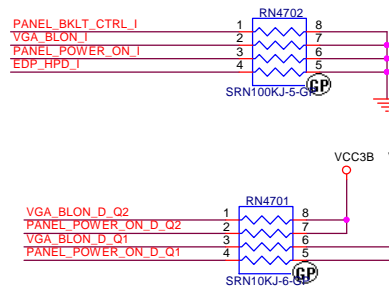 RN4702
PANEL_BKLT_CTRL_I 1 8
VGA_BLON_I 2 7
PANEL_POWER_ON_I 3 6
EDP_HPD_I 4 5
GP
SRN100KJ-5-GP
VCC3B
RN4701
VGA_BLON_D_Q2 1 8
PANEL_POWER_ON_D_Q2 2 7
VGA_BLON_D_Q1 3 6
PANEL_POWER_ON_D_Q1 4 5
GP
SRN10KJ-6-GP